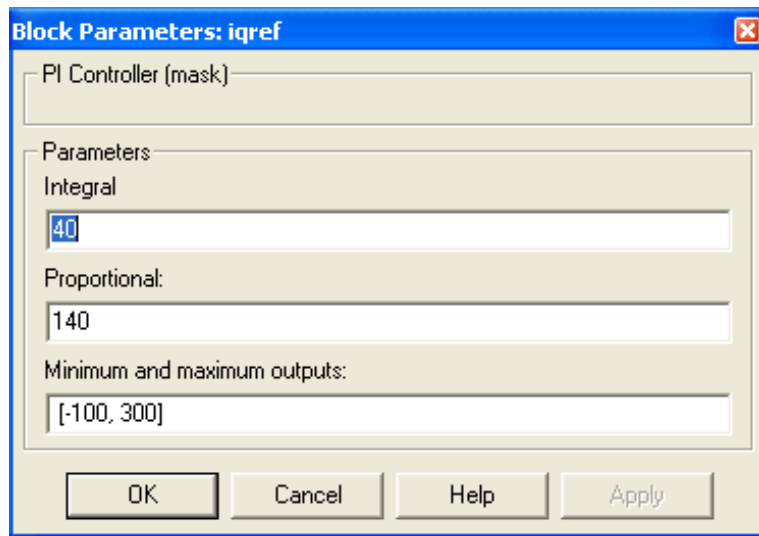 Block Parameters: iqref
PI Controller (mask)
Parameters
Integral
40
Proportional:
140
Minimum and maximum outputs:
[-100, 300]
OK Cancel Help Apply